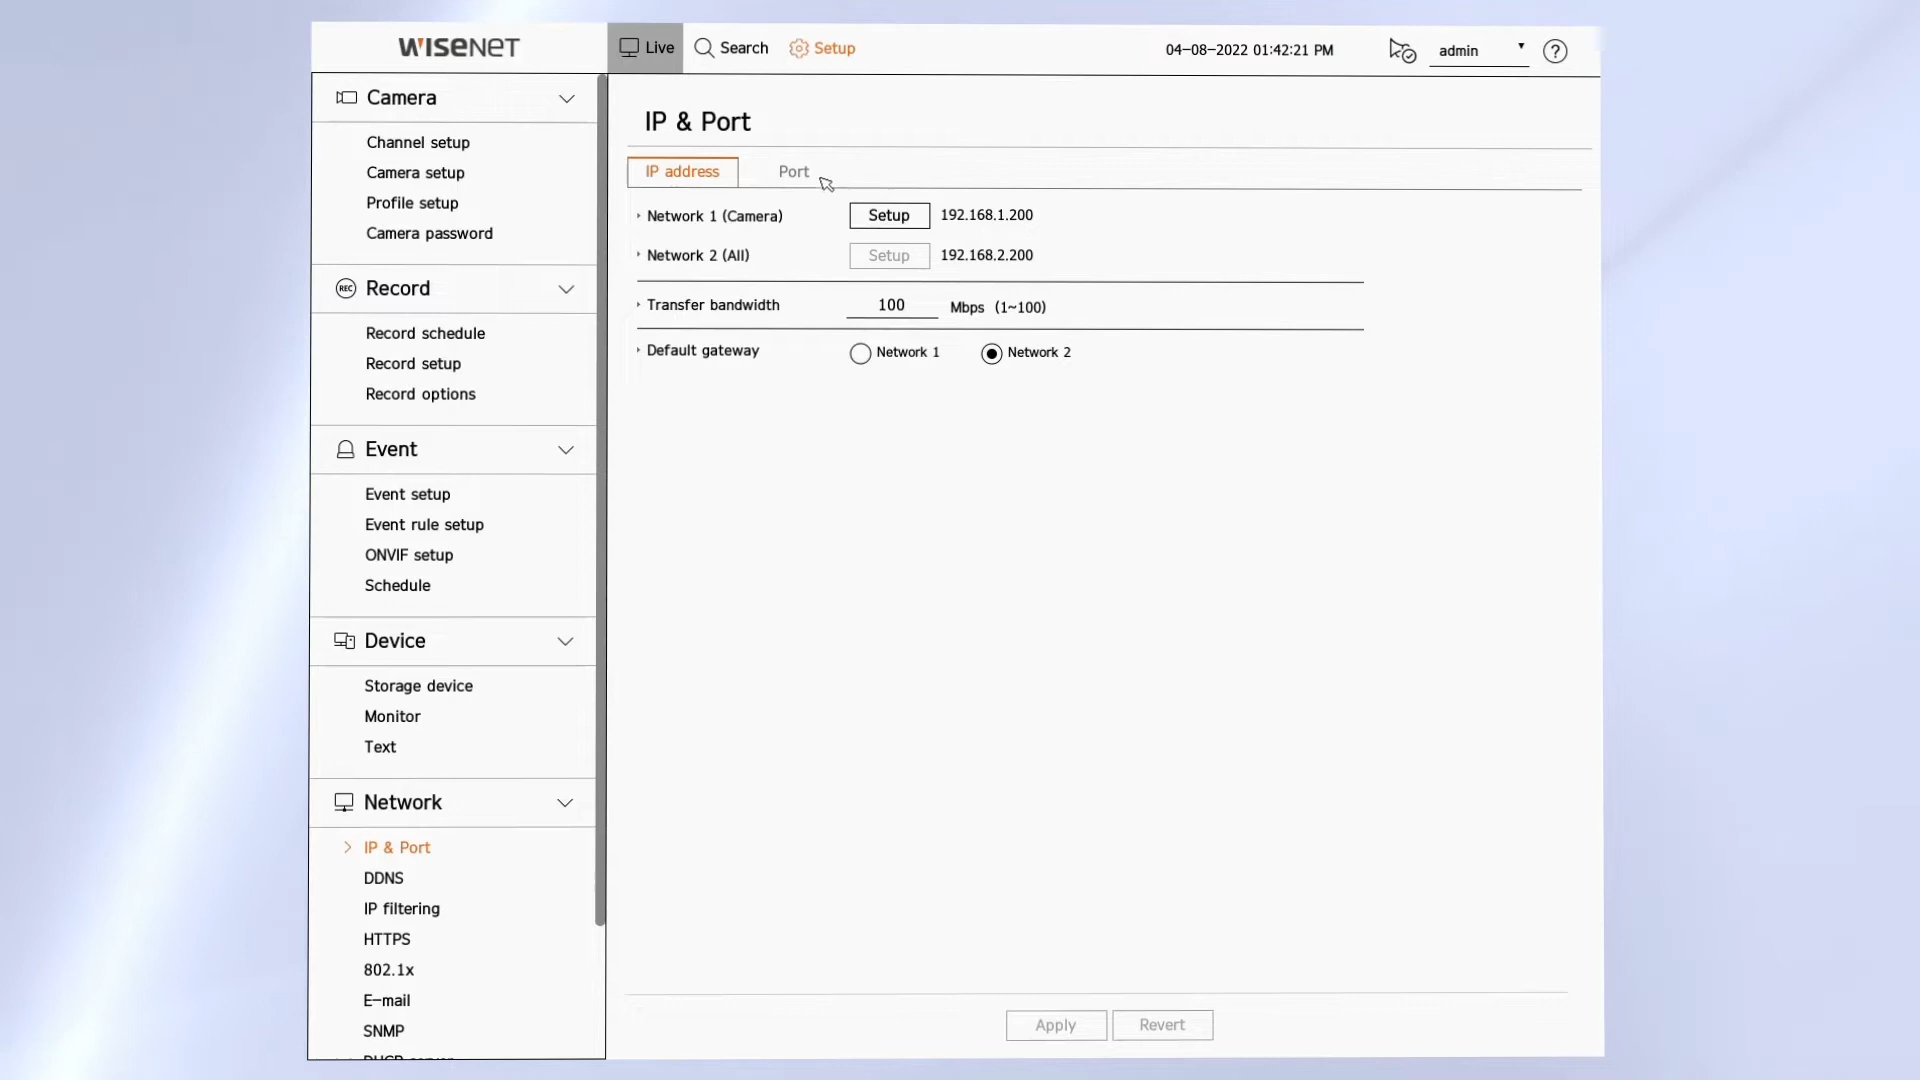 WISENET
Live
Search
Setup
04-08-2022 01:42:21 PM
admin
?
Camera
Channel setup
Camera setup
Profile setup
Camera password
REC Record
Record schedule
Record setup
Record options
Event
Event setup
Event rule setup
ONVIF setup
Schedule
Device
Storage device
Monitor
Text
Network
IP & Port
DDNS
IP filtering
HTTPS
802.1x
E-mail
SNMP
DHCP server
IP & Port
IP address Port
Network 1 (Camera) Setup 192.168.1.200
Network 2 (All) Setup 192.168.2.200
Transfer bandwidth 100 Mbps (1~100)
Default gateway Network 1 Network 2
Apply Revert